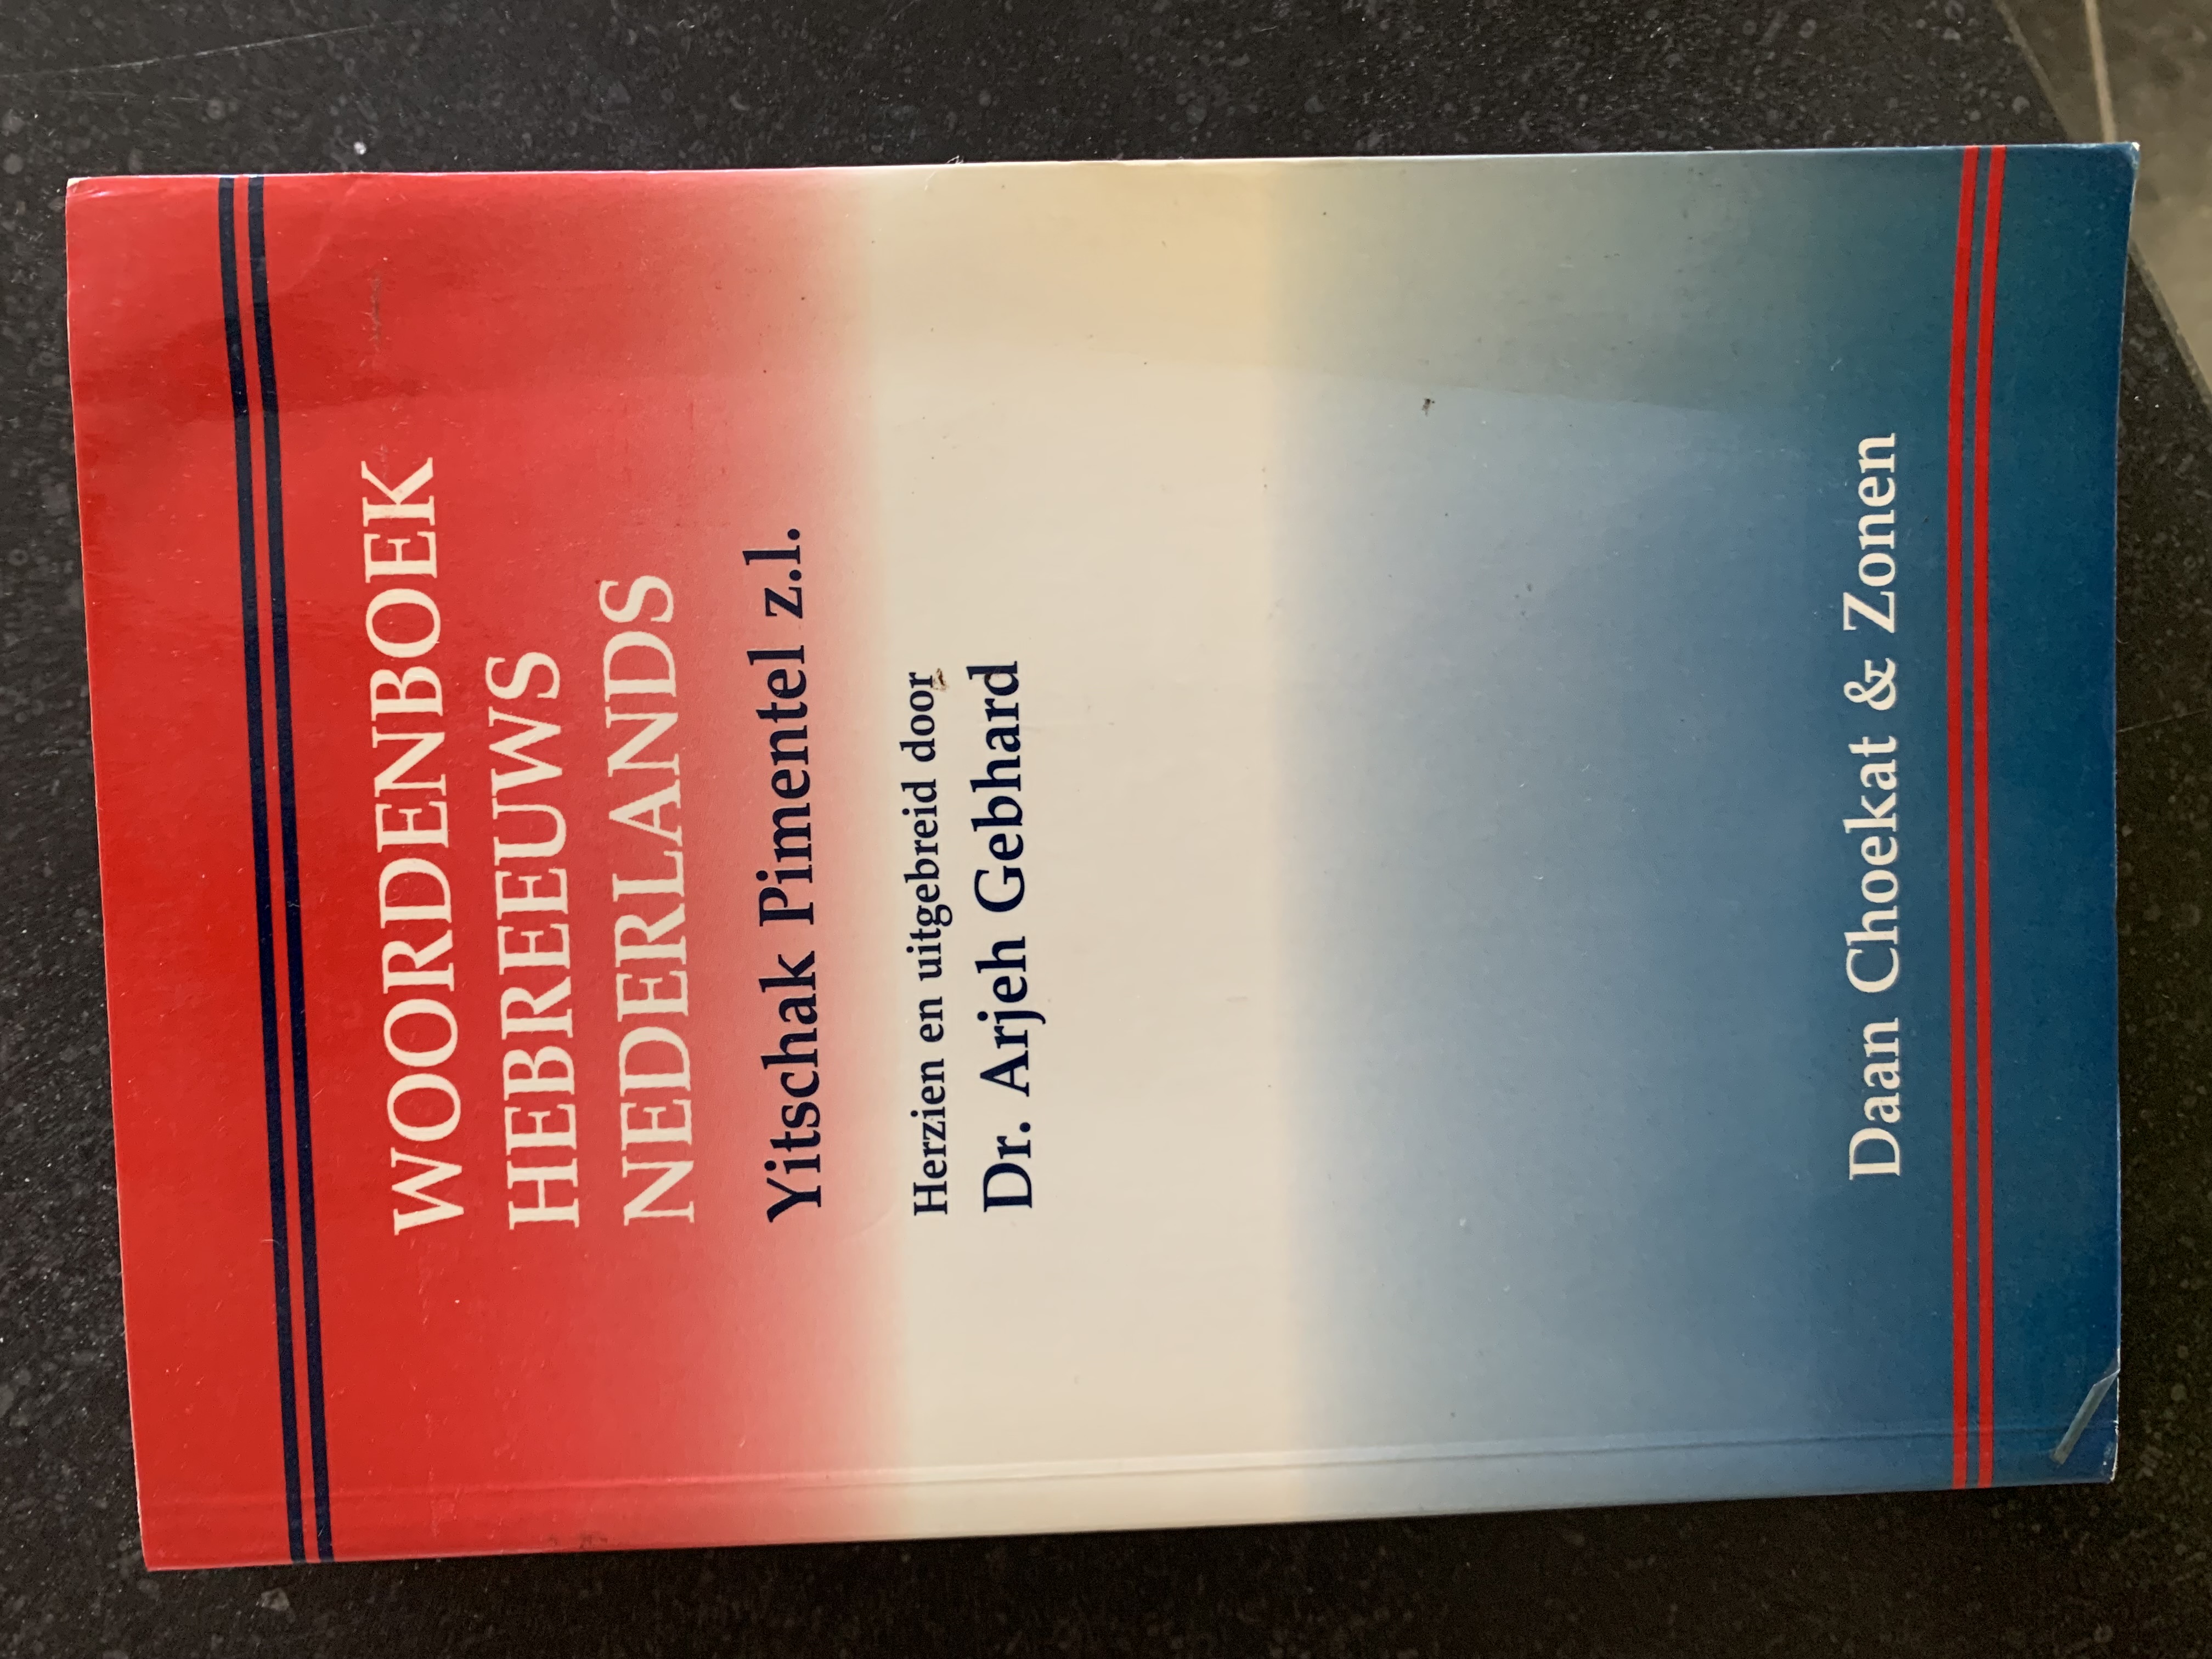 WOORDENBOEK
HEBREEUWS
NEDERLANDS
Yitschak Pimentel z.l.
Herzien en uitgebreid door
Dr. Arjeh Gebhard
Daan Choekat & Zonen